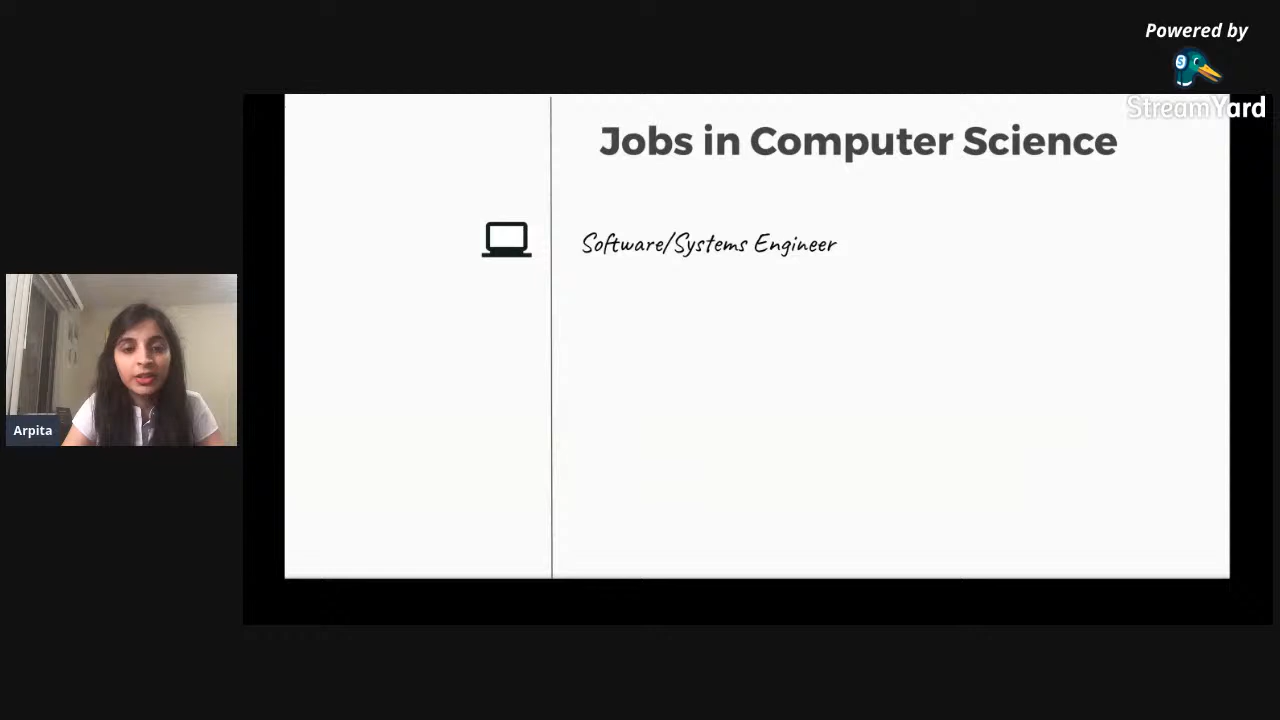 Powered by
StreamYard
Jobs in Computer Science
Software/Systems Engineer
Arpita